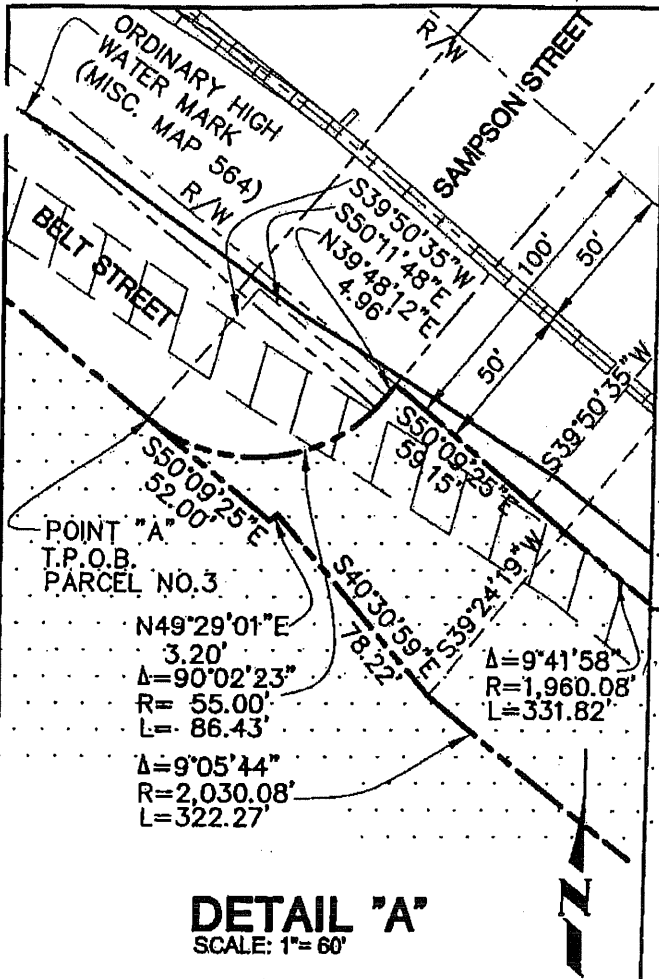 ORDINARY HIGH
WATER MARK
(MISC. MAP 564)
R/W
R/W
SAMPSON STREET
BELT STREET
S39°50'35"W
S50°11'48"E
N39°48'12"E
4.96'
100'
50'
50'
S39°50'35"W
S50°09'25"E
59.15'
S50°09'25"E
52.00'
POINT "A"
T.P.O.B.
PARCEL NO.3
S40°30'59"E
78.22'
S39°24'19"W
N49°29'01"E
3.20'
Δ=90°02'23"
R= 55.00'
L= 86.43'
Δ=9°41'58"
R=1,960.08'
L=331.82'
Δ=9°05'44"
R=2,030.08'
L=322.27'
N
DETAIL "A"
SCALE: 1"= 60'